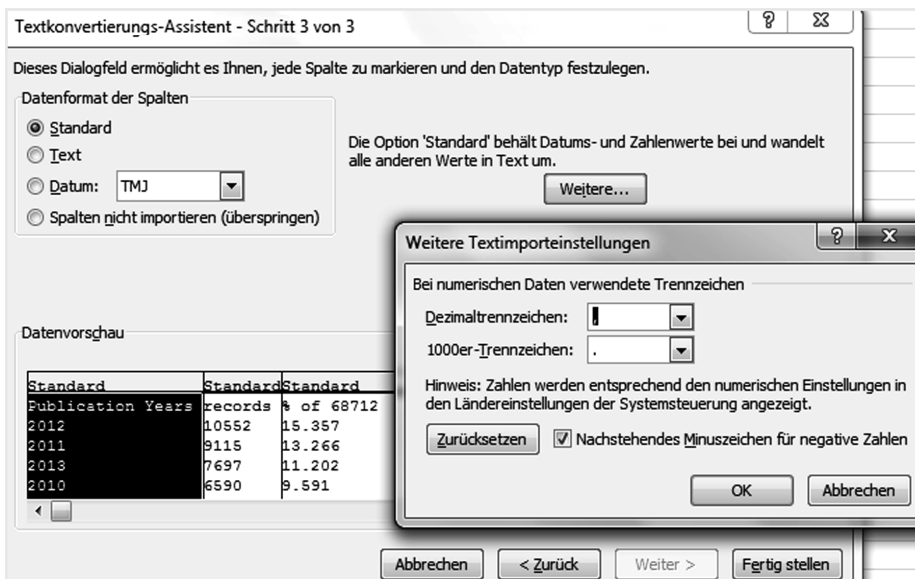 Textkonvertierungs-Assistent - Schritt 3 von 3
Dieses Dialogfeld ermöglicht es Ihnen, jede Spalte zu markieren und den Datentyp festzulegen.
Datenformat der Spalten
Standard
Text
Datum: TMJ
Spalten nicht importieren (überspringen)
Die Option 'Standard' behält Datums- und Zahlenwerte bei und wandelt
alle anderen Werte in Text um.
Weitere...
Weitere Textimporteinstellungen
Bei numerischen Daten verwendete Trennzeichen
Dezimaltrennzeichen: ,
1000er-Trennzeichen: .
Hinweis: Zahlen werden entsprechend den numerischen Einstellungen in
den Ländereinstellungen der Systemsteuerung angezeigt.
Zurücksetzen Nachstehendes Minuszeichen für negative Zahlen
OK Abbrechen
Datenvorschau
Standard Standard Standard
Publication Years records % of 68712
2012 10552 15.357
2011 9115 13.266
2013 7697 11.202
2010 6590 9.591
Abbrechen < Zurück Weiter > Fertig stellen